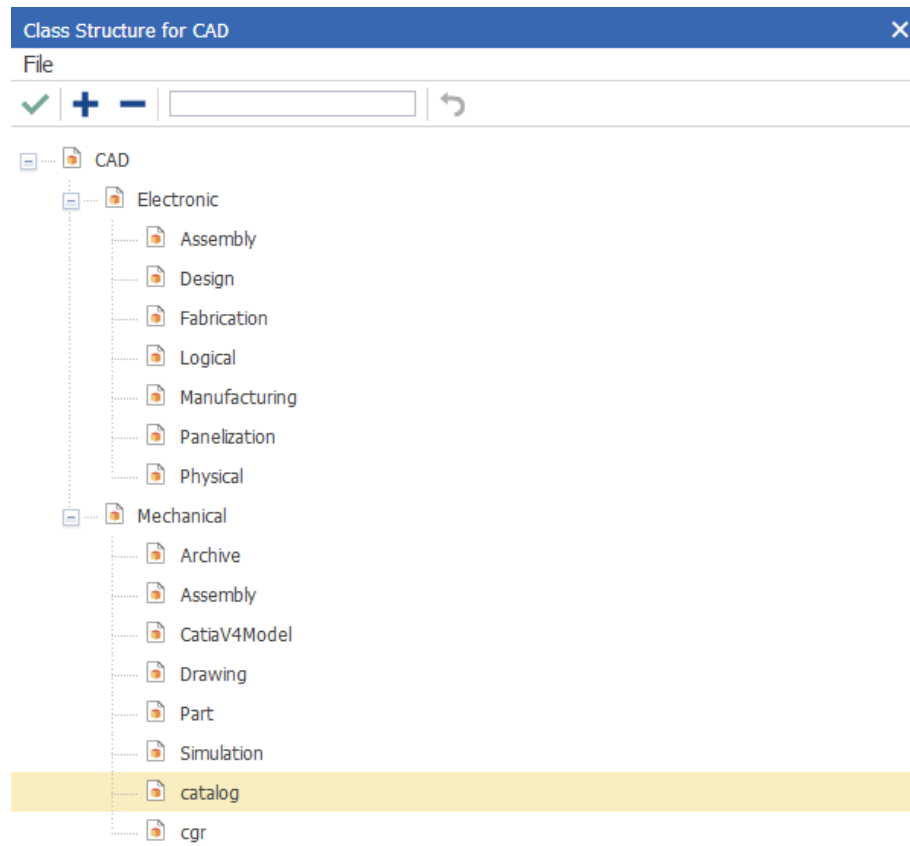 Class Structure for CAD
File
CAD
Electronic
Assembly
Design
Fabrication
Logical
Manufacturing
Panelization
Physical
Mechanical
Archive
Assembly
CatiaV4Model
Drawing
Part
Simulation
catalog
cgr